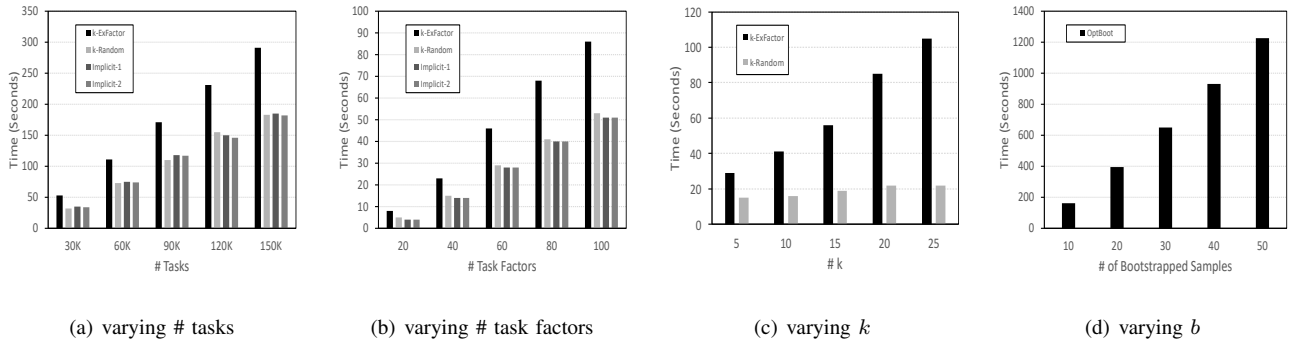 350
300
250
200
150
100
50
0
Time (Seconds)
k-ExFactor
k-Random
Implicit-1
Implicit-2
30K 60K 90K 120K 150K
# Tasks
(a) varying # tasks
100
90
80
70
60
50
40
30
20
10
0
Time (Seconds)
k-ExFactor
k-Random
Implicit-1
Implicit-2
20 40 60 80 100
# Task Factors
(b) varying # task factors
120
100
80
60
40
20
0
Time (Seconds)
k-ExFactor
k-Random
5 10 15 20 25
# k
(c) varying k
1400
1200
1000
800
600
400
200
0
Time (Seconds)
OptBoot
10 20 30 40 50
# of Bootstrapped Samples
(d) varying b